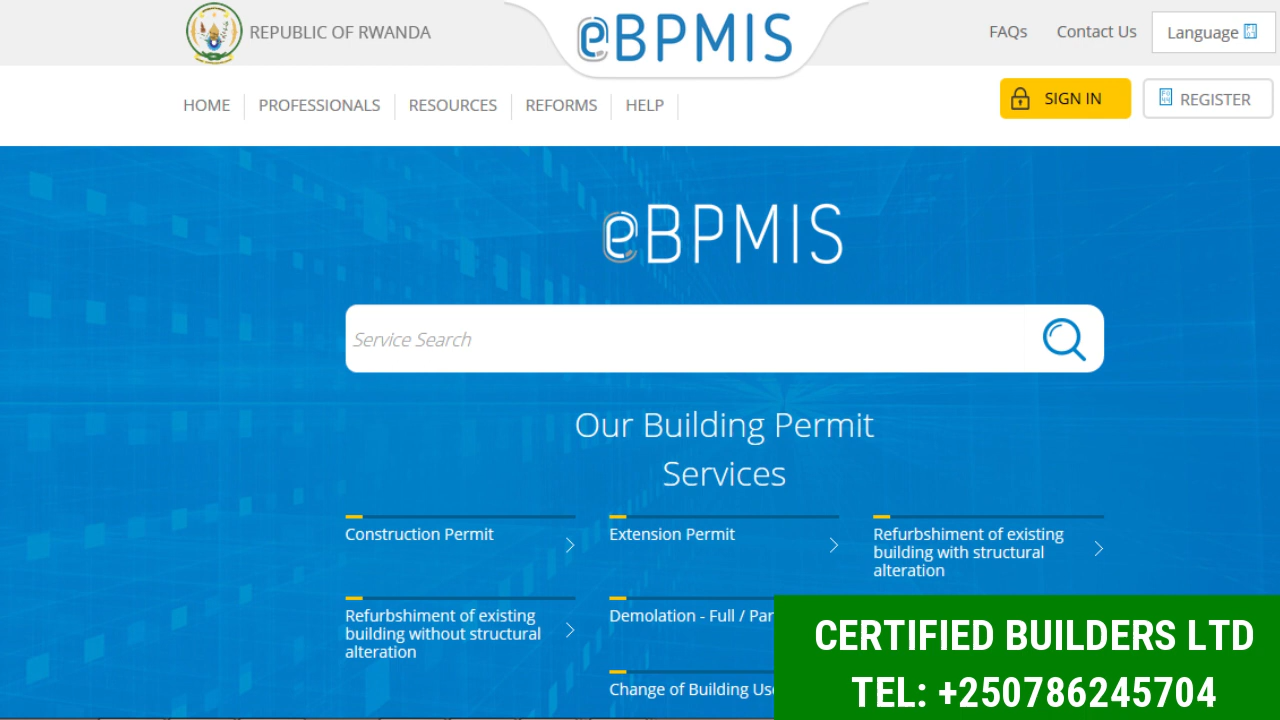 REPUBLIC OF RWANDA
eBPMIS
FAQs
Contact Us
Language
HOME
PROFESSIONALS
RESOURCES
REFORMS
HELP
SIGN IN
REGISTER
eBPMIS
Service Search
Our Building Permit
Services
Construction Permit
Extension Permit
Refurbshiment of existing
building with structural
alteration
Refurbshiment of existing
building without structural
alteration
Demolation - Full / Par
Change of Building Us
CERTIFIED BUILDERS LTD
TEL: +250786245704